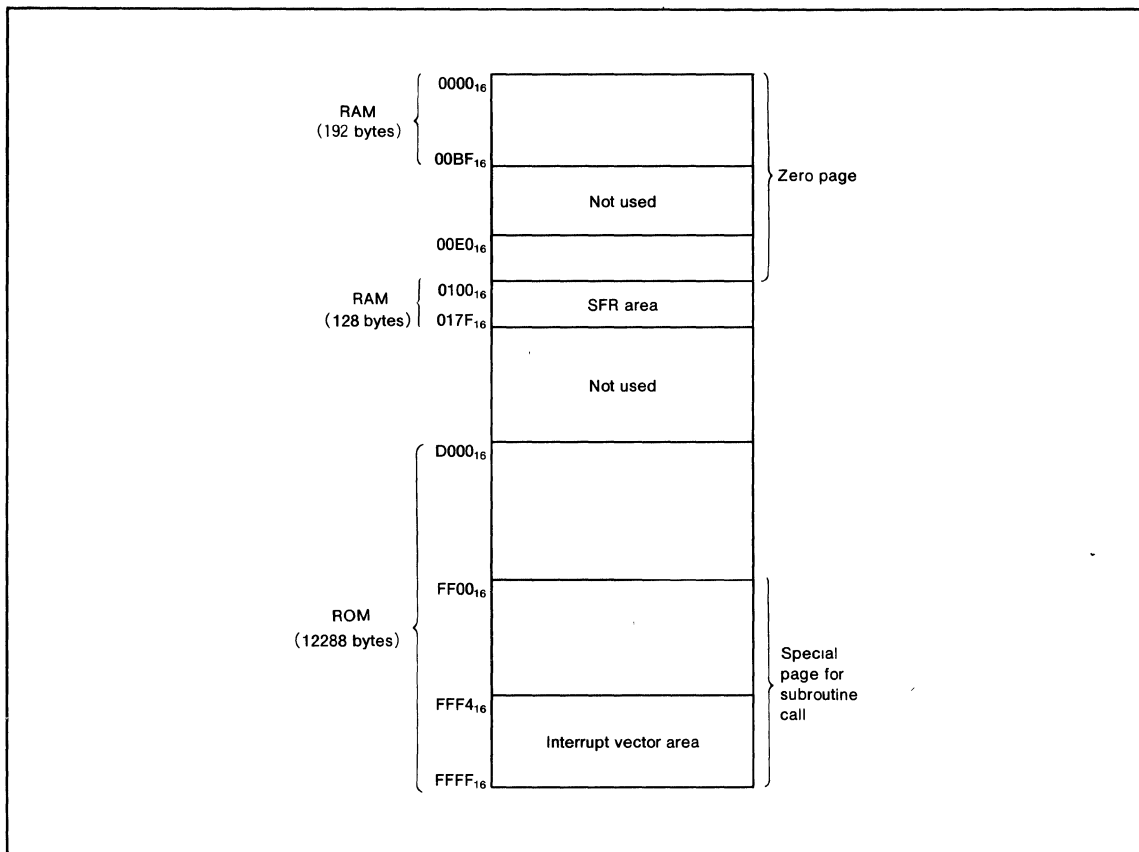 0000₁₆
RAM
(192 bytes)
00BF₁₆
Zero page
Not used
00E0₁₆
0100₁₆
RAM
(128 bytes)
SFR area
017F₁₆
Not used
D000₁₆
FF00₁₆
ROM
(12288 bytes)
Special
page for
subroutine
call
FFF4₁₆
Interrupt vector area
FFFF₁₆